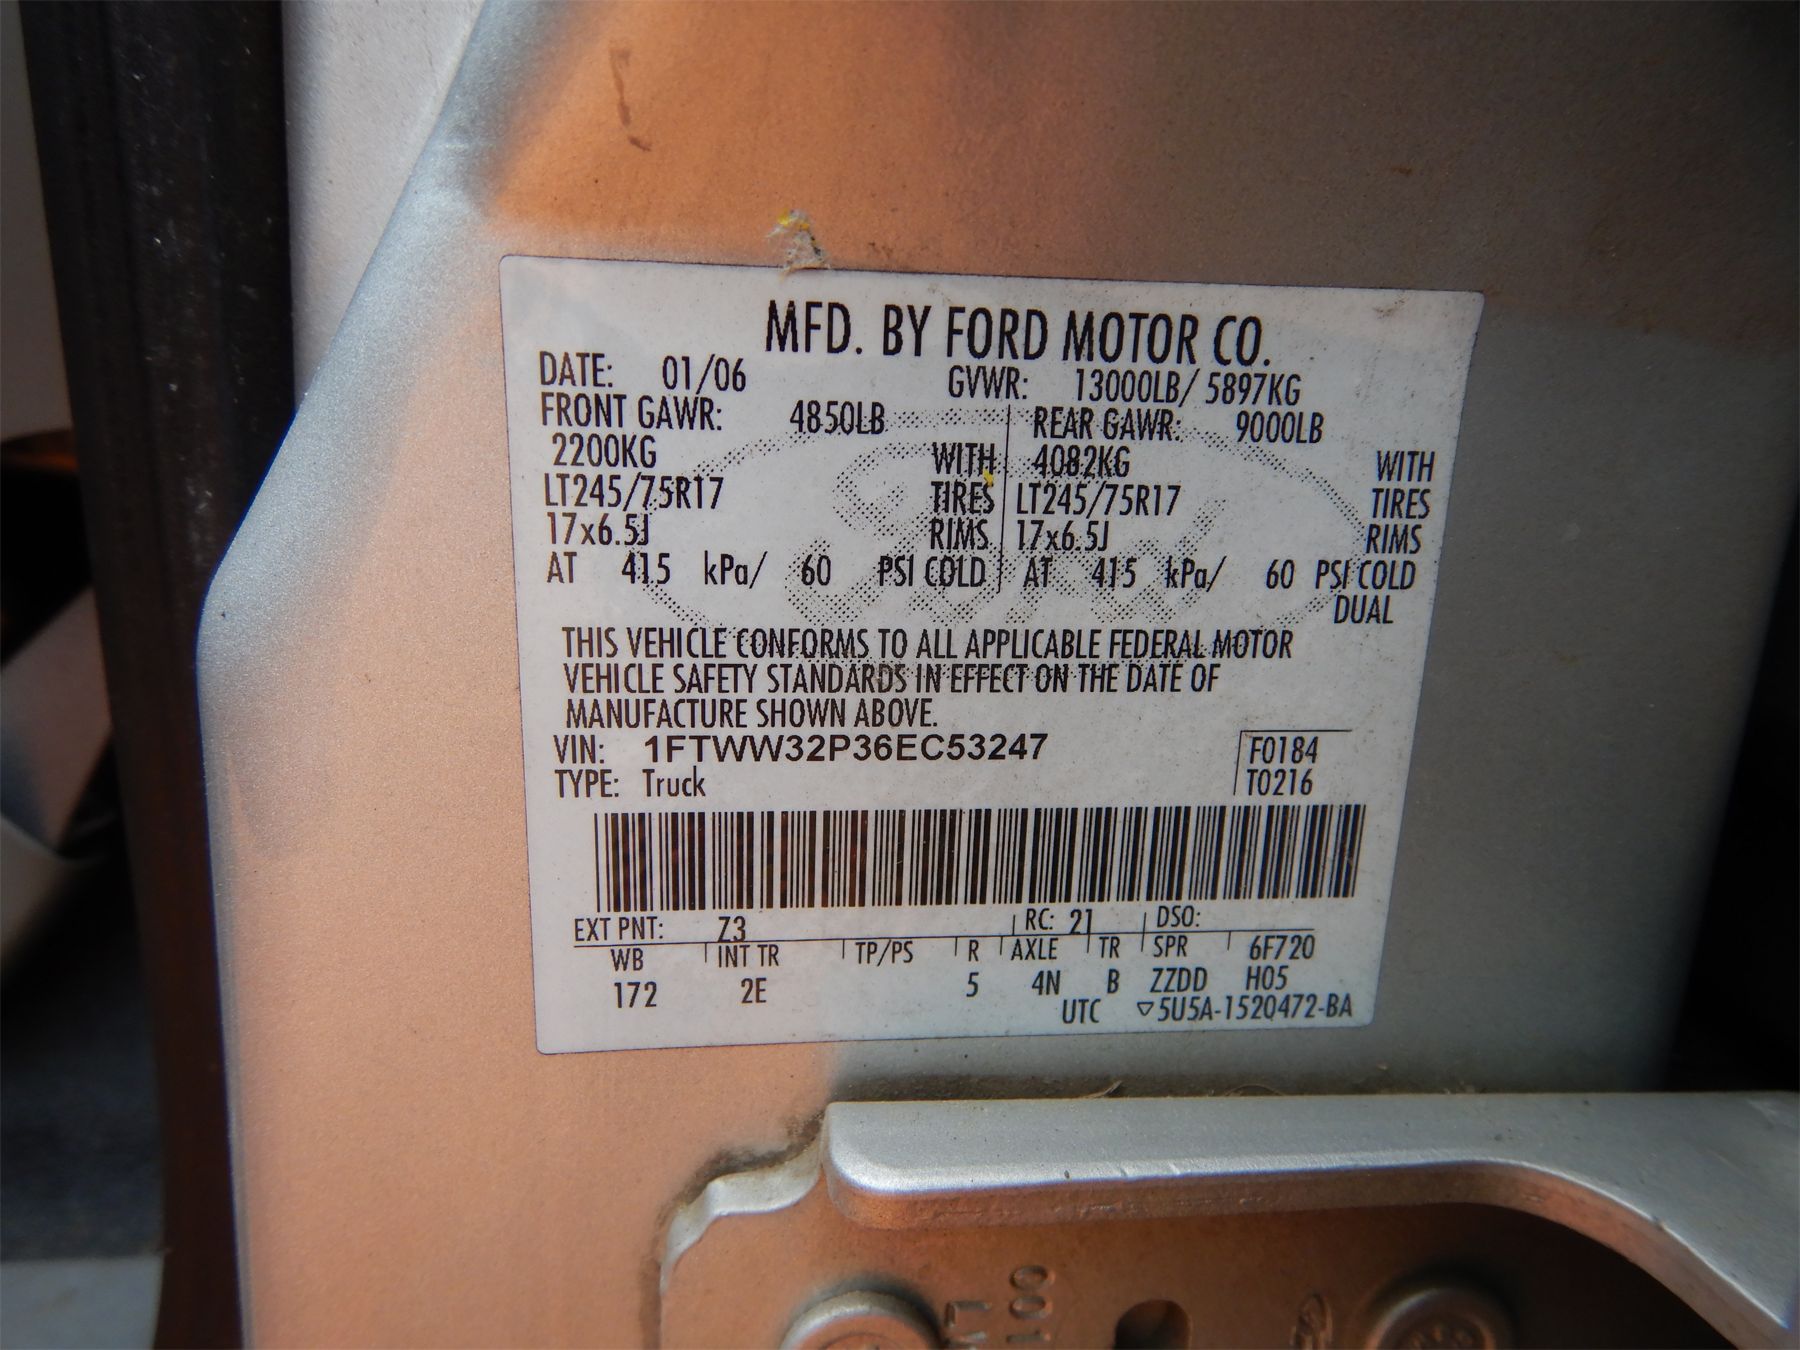 MFD. BY FORD MOTOR CO.
DATE: 01/06 GVWR: 13000LB/ 5897KG
FRONT GAWR: 4850LB REAR GAWR: 9000LB
2200KG WITH 4082KG WITH
LT245/75R17 TIRES LT245/75R17 TIRES
17x6.5J RIMS 17x6.5J RIMS
AT 415 kPa/ 60 PSI COLD AT 415 kPa/ 60 PSI COLD
DUAL
THIS VEHICLE CONFORMS TO ALL APPLICABLE FEDERAL MOTOR
VEHICLE SAFETY STANDARDS IN EFFECT ON THE DATE OF
MANUFACTURE SHOWN ABOVE.
VIN: 1FTWW32P36EC53247 F0184
TYPE: Truck T0216
EXT PNT: Z3 RC: 21 DSO:
WB INT TR TP/PS R AXLE TR SPR 6F720
172 2E 5 4N B ZZDD H05
UTC ▽5U5A-1520472-BA